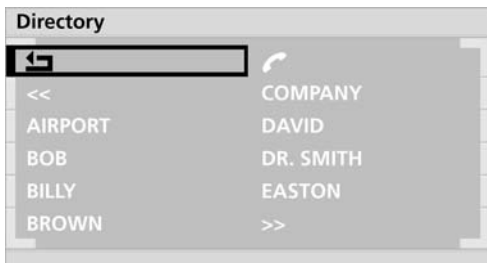 Directory
<<
AIRPORT
BOB
BILLY
BROWN
COMPANY
DAVID
DR. SMITH
EASTON
>>